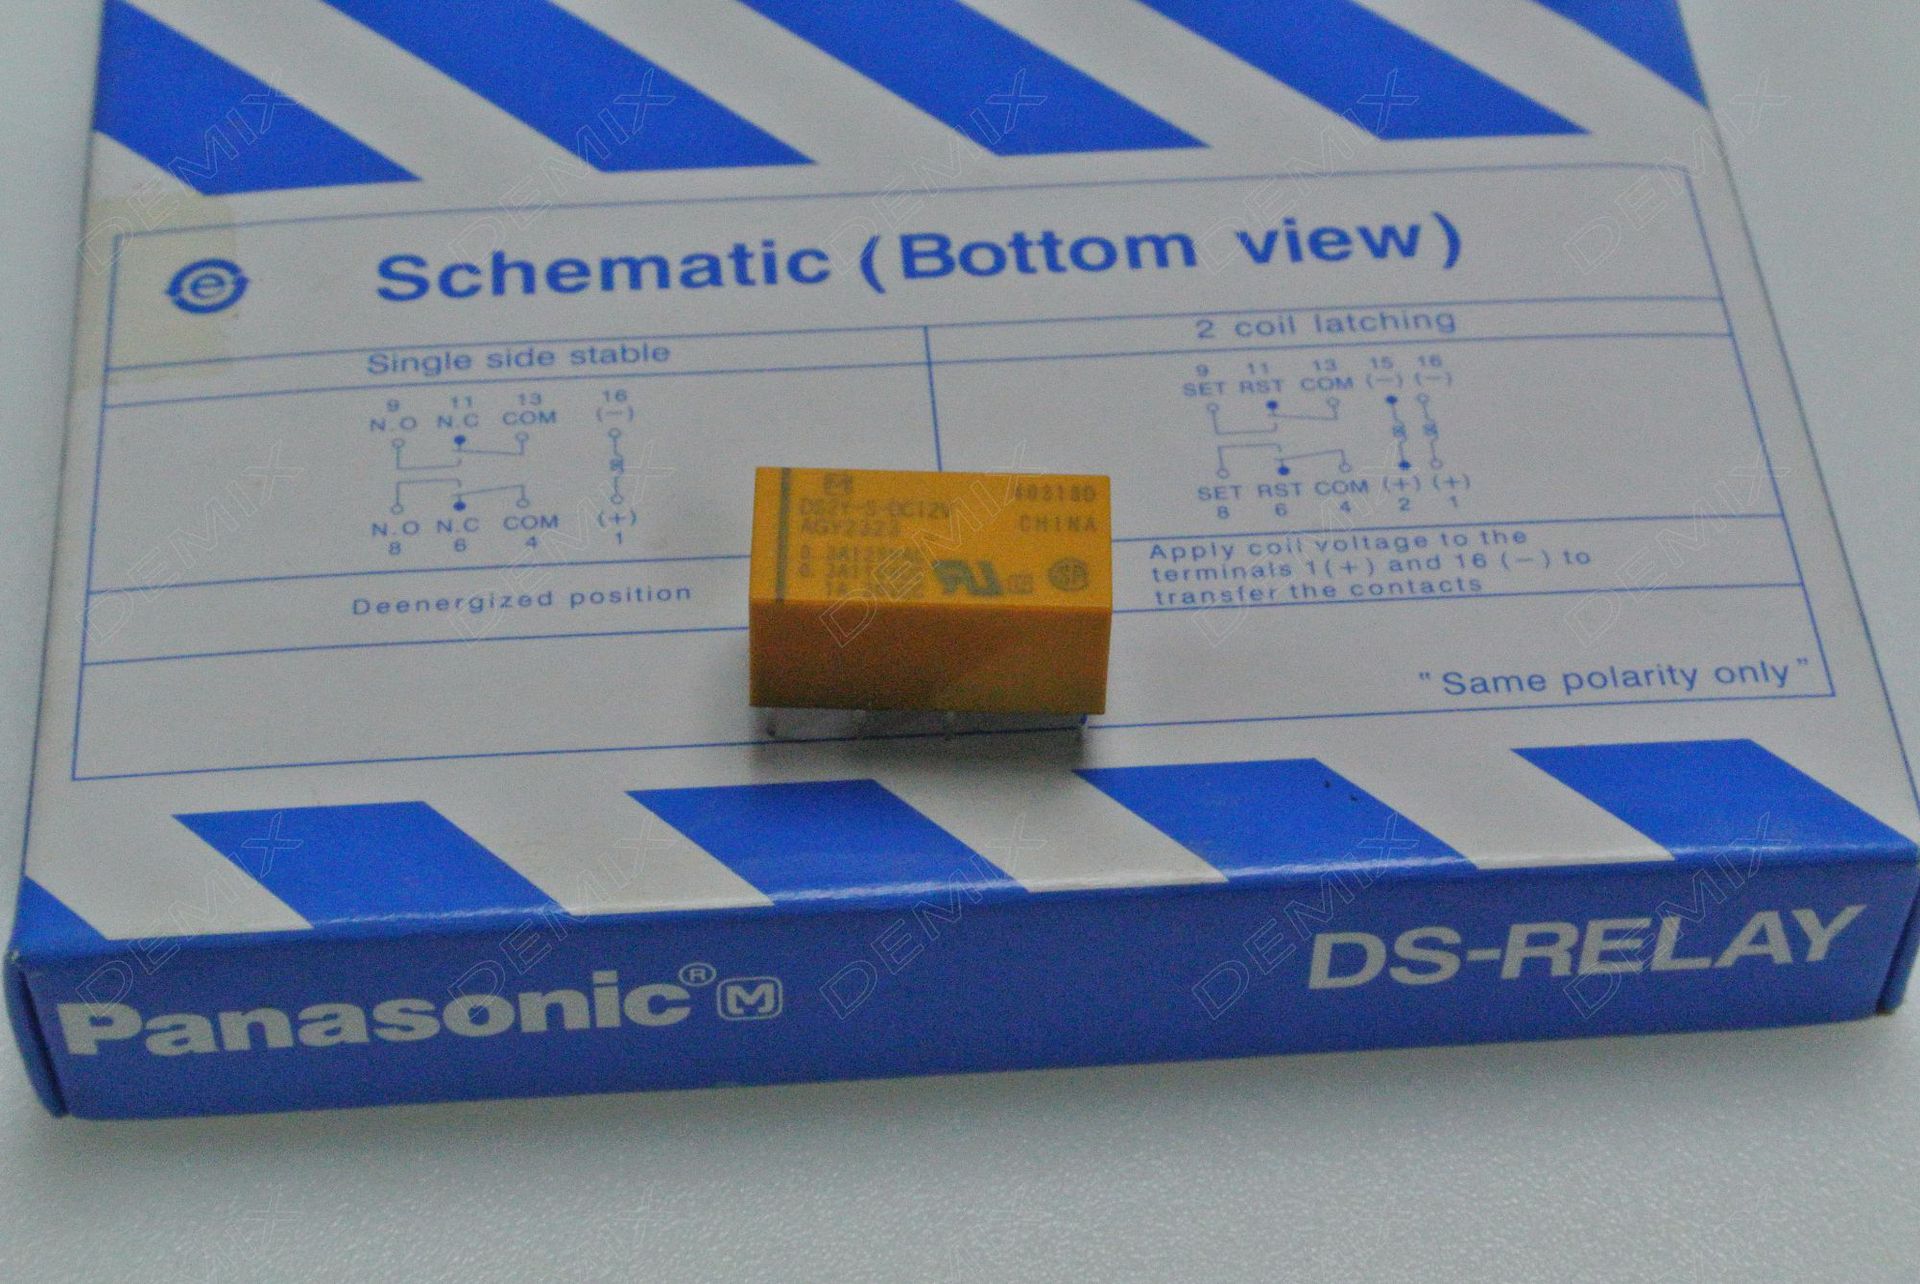 Schematic (Bottom view)
Single side stable
2 coil latching
9 11 13 16
N.O N.C COM (−)
N.O N.C COM (+)
8 6 4 1
9 11 13 15 16
SET RST COM (−) (−)
SET RST COM (+) (+)
8 6 4 2 1
Deenergized position
Apply coil voltage to the
terminals 1(+) and 16 (−) to
transfer the contacts
"Same polarity only"
DS2Y-S-DC12V
AGY2323
CHINA
Panasonic® M
DS-RELAY
DEMIX